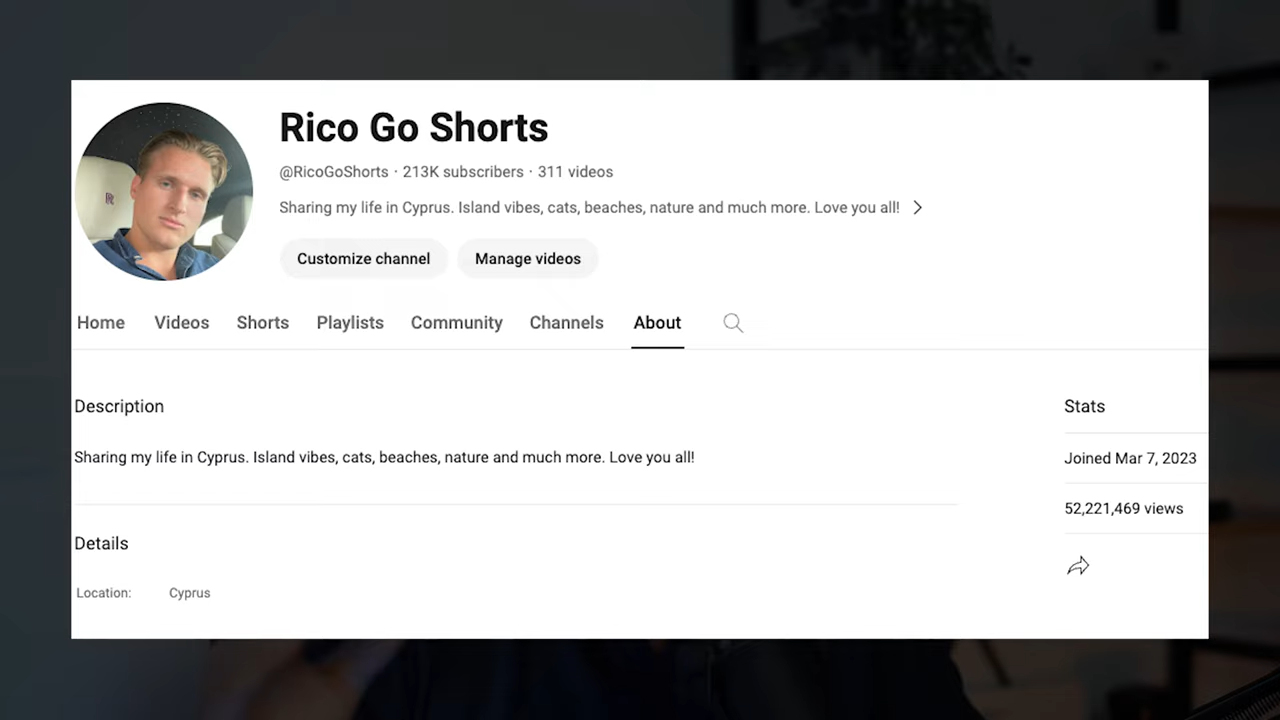 Rico Go Shorts
@RicoGoShorts · 213K subscribers · 311 videos
Sharing my life in Cyprus. Island vibes, cats, beaches, nature and much more. Love you all!
Customize channel Manage videos
Home Videos Shorts Playlists Community Channels About
Description
Stats
Sharing my life in Cyprus. Island vibes, cats, beaches, nature and much more. Love you all!
Joined Mar 7, 2023
52,221,469 views
Details
Location: Cyprus